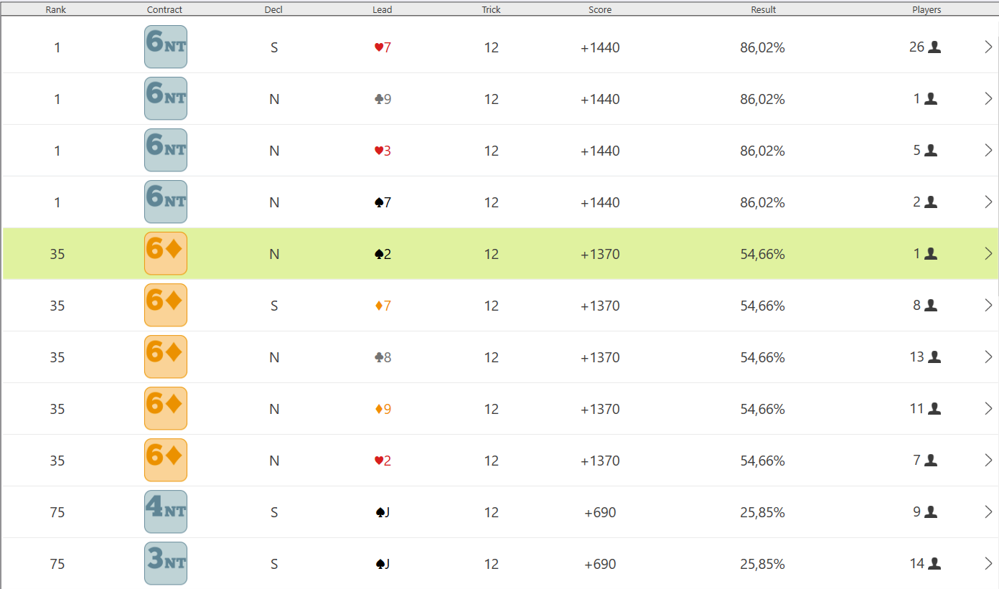 Rank Contract Decl Lead Trick Score Result Players
1 6NT S ♥7 12 +1440 86,02% 26
1 6NT N ♣9 12 +1440 86,02% 1
1 6NT N ♥3 12 +1440 86,02% 5
1 6NT N ♠7 12 +1440 86,02% 2
35 6♦ N ♠2 12 +1370 54,66% 1
35 6♦ S ♦7 12 +1370 54,66% 8
35 6♦ N ♣8 12 +1370 54,66% 13
35 6♦ N ♦9 12 +1370 54,66% 11
35 6♦ N ♥2 12 +1370 54,66% 7
75 4NT S ♠J 12 +690 25,85% 9
75 3NT S ♠J 12 +690 25,85% 14